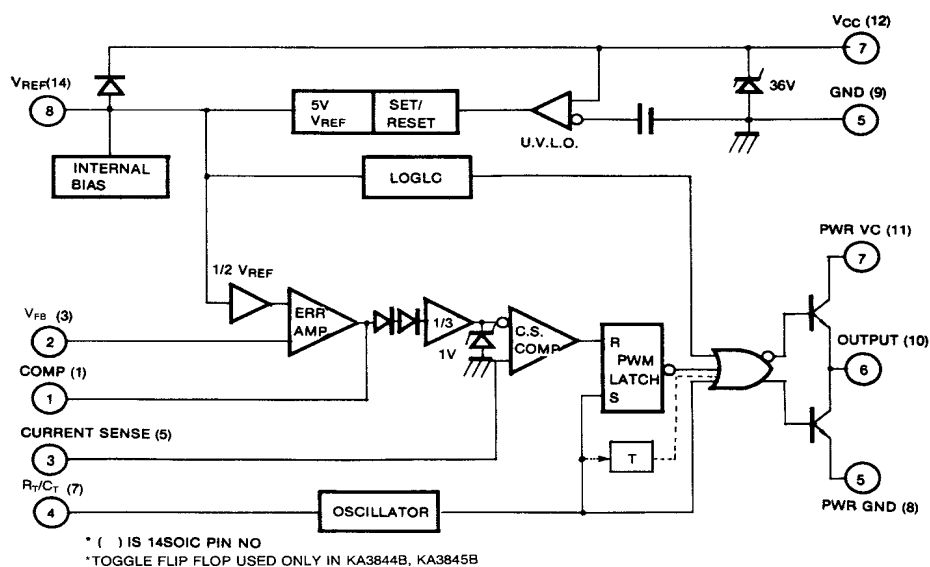 VCC (12)
7
VREF(14)
8
36V
GND (9)
5
5V VREF
SET/ RESET
U.V.L.O.
INTERNAL BIAS
LOGLC
PWR VC (11)
7
1/2 VREF
ERR AMP
1/3
C.S. COMP
1V
VFB (3)
2
COMP (1)
1
R
PWM LATCH
S
OUTPUT (10)
6
CURRENT SENSE (5)
3
T
5
PWR GND (8)
RT/CT (7)
4
OSCILLATOR
* ( ) IS 14SOIC PIN NO
*TOGGLE FLIP FLOP USED ONLY IN KA3844B, KA3845B